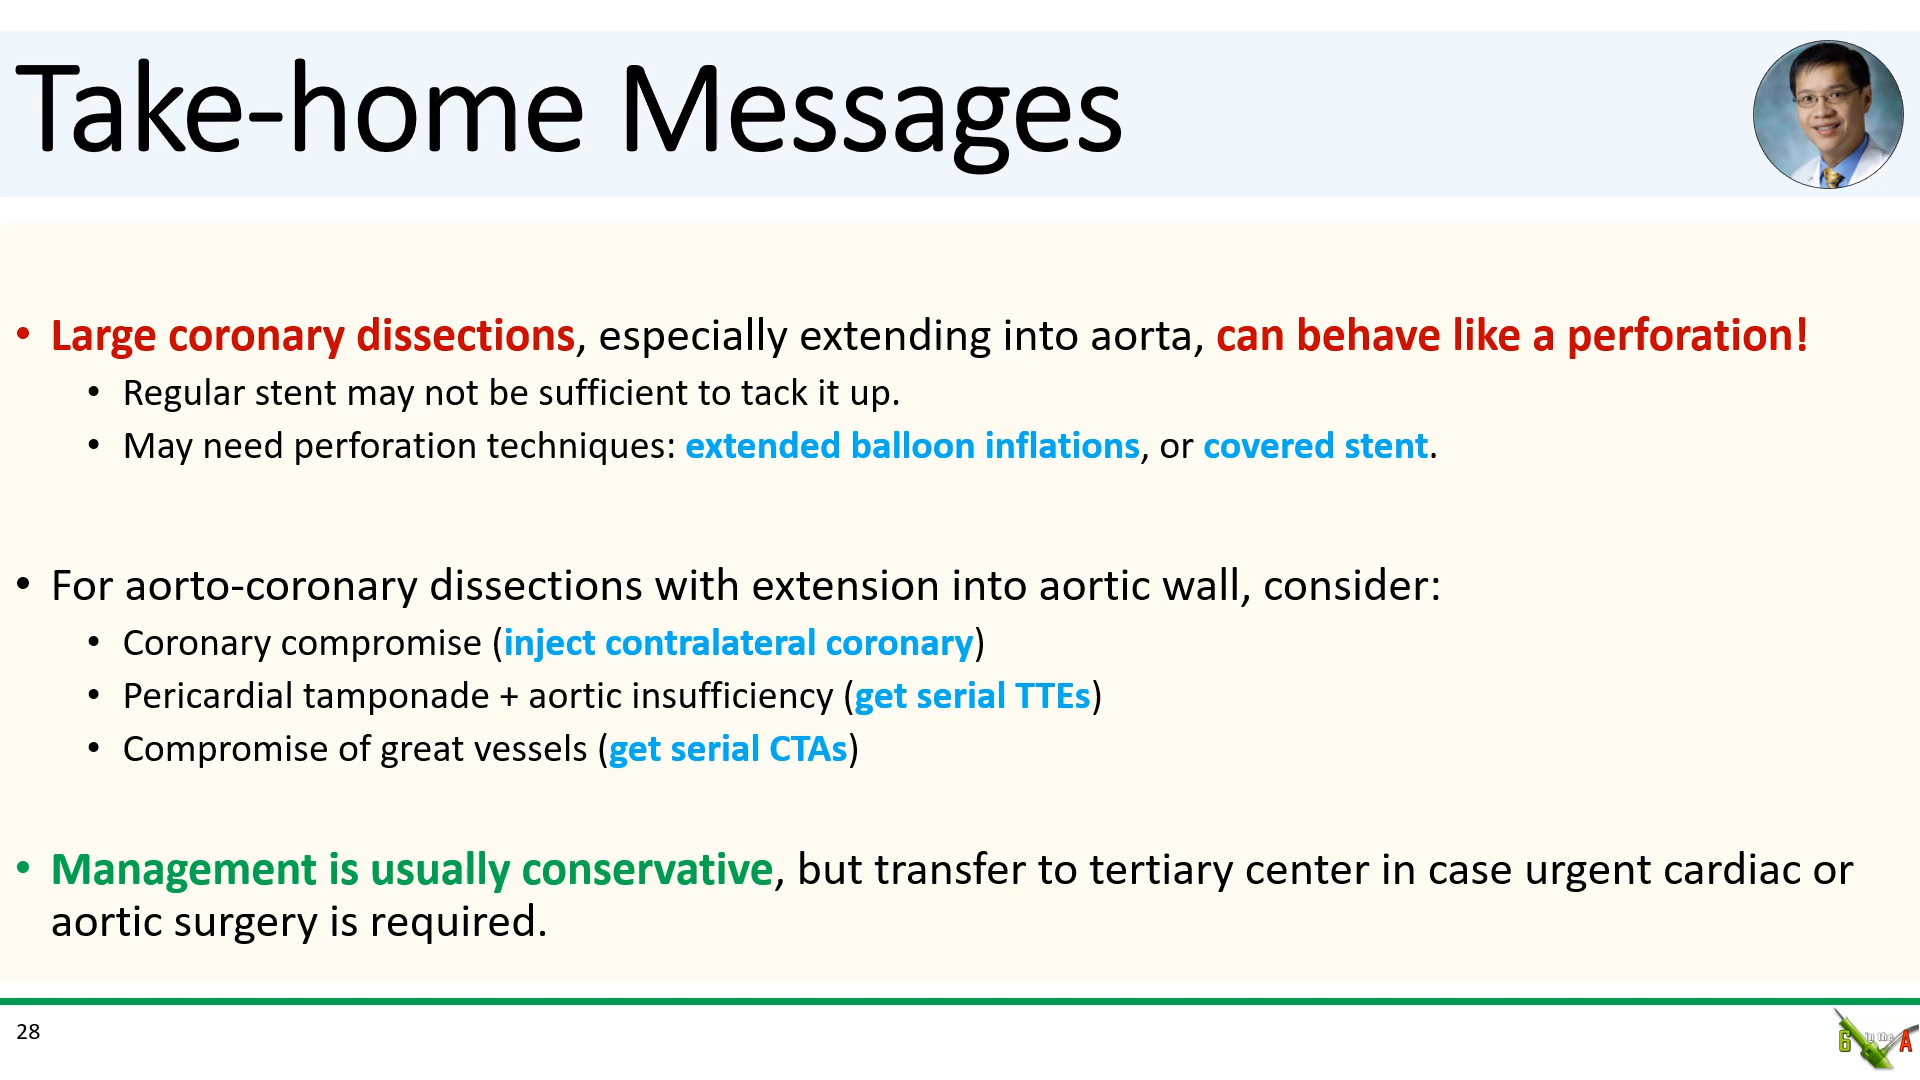 Take-home Messages
• Large coronary dissections, especially extending into aorta, can behave like a perforation!
• Regular stent may not be sufficient to tack it up.
• May need perforation techniques: extended balloon inflations, or covered stent.
• For aorto-coronary dissections with extension into aortic wall, consider:
• Coronary compromise (inject contralateral coronary)
• Pericardial tamponade + aortic insufficiency (get serial TTEs)
• Compromise of great vessels (get serial CTAs)
• Management is usually conservative, but transfer to tertiary center in case urgent cardiac or
aortic surgery is required.
28
6 in the A